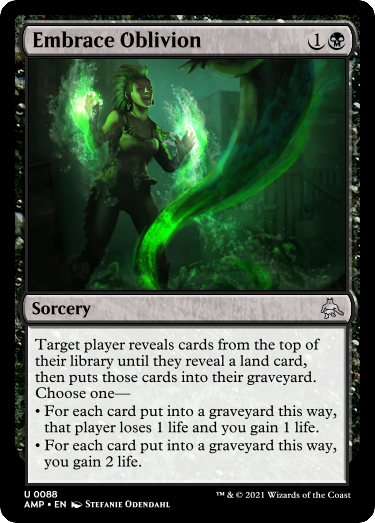 Embrace Oblivion 1
Sorcery
Target player reveals cards from the top of
their library until they reveal a land card,
then puts those cards into their graveyard.
Choose one—
• For each card put into a graveyard this way,
that player loses 1 life and you gain 1 life.
• For each card put into a graveyard this way,
you gain 2 life.
U 0088
AMP • EN Stefanie Odendahl
™ & © 2021 Wizards of the Coast